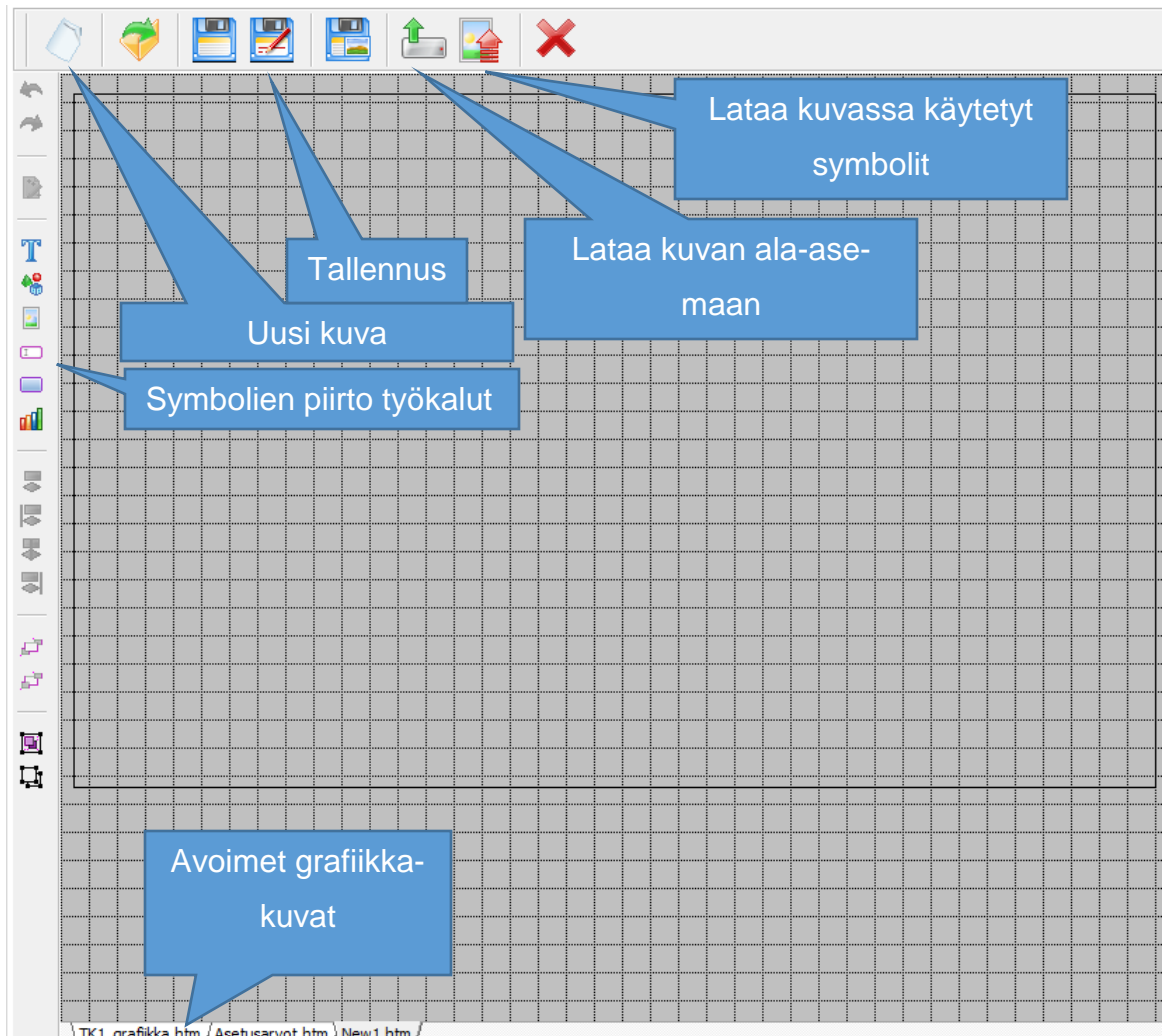 Lataa kuvassa käytetyt
symbolit
Lataa kuvan ala-ase-
maan
Tallennus
Uusi kuva
Symbolien piirto työkalut
Avoimet grafiikka-
kuvat
TK1_grafiikka.htm Asetusarvot.htm New1.htm